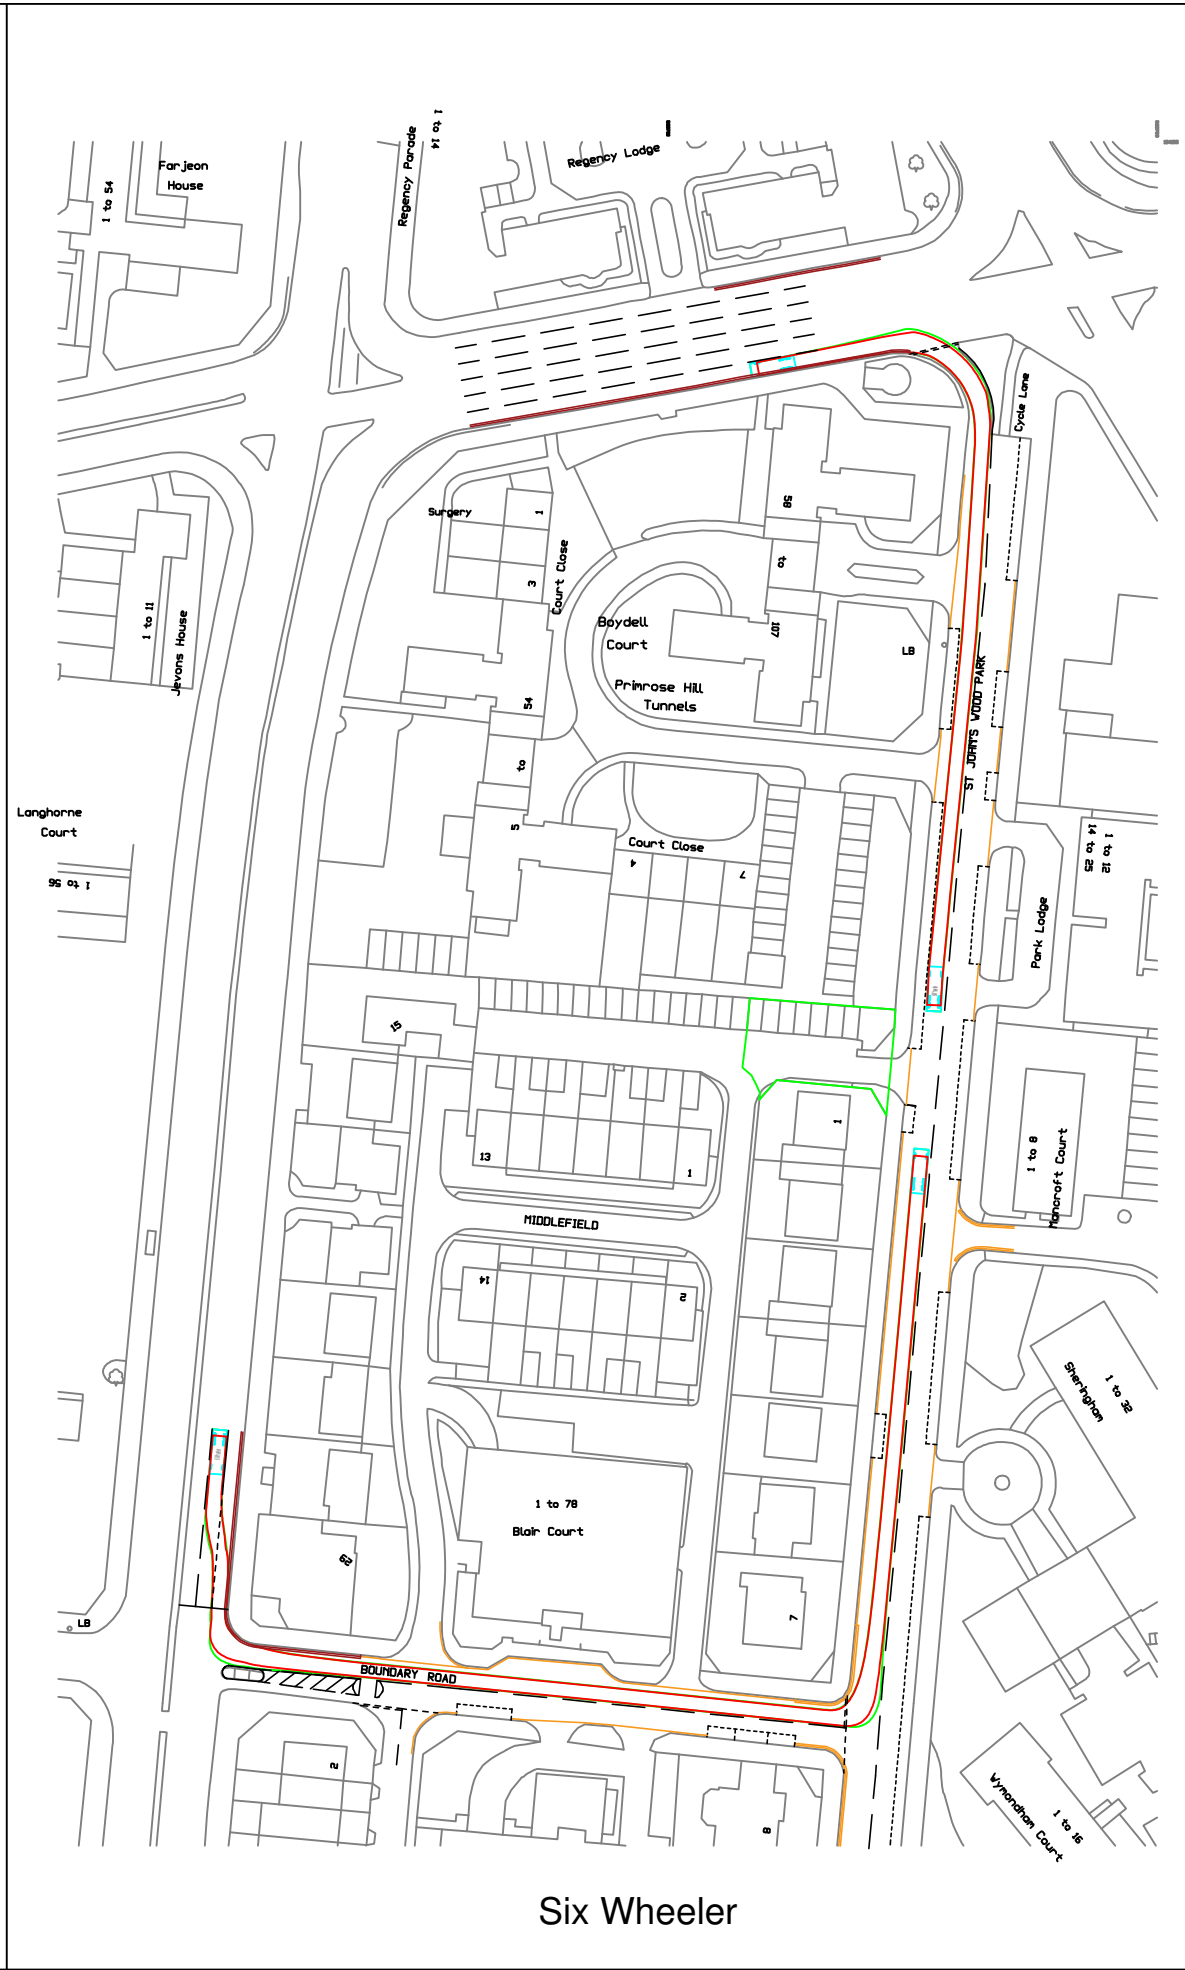 1 to 14
Regency Parade
Regency Lodge
Farjeon
House
1 to 54
Cycle Lane
Surgery
1
3
Court Close
58
to
107
Boydell
Court
LB
Primrose Hill
Tunnels
ST JOHN'S WOOD PARK
1 to 11
Jevons House
54
to
5
Langhorne
Court
1 to 56
Court Close
4
7
1 to 12
14 to 25
Park Lodge
15
1
13
1
1 to 8
Mancroft Court
MIDDLEFIELD
14
2
Sheringham
1 to 32
1 to 78
Blair Court
62
7
LB
BOUNDARY ROAD
2
8
Wymondham Court
1 to 16
Six Wheeler